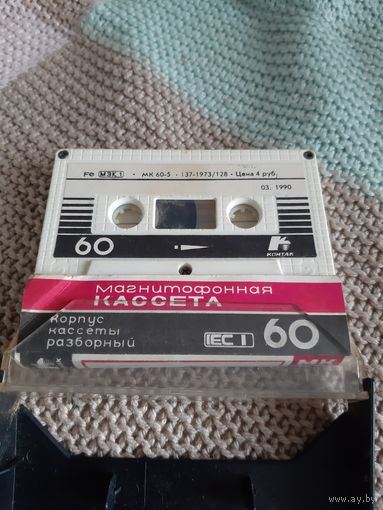 Fe МЭК 1 • МК 60-5 • 137-1973/128 • Цена 4 руб.
03. 1990
60
КОНТАК
МАГНИТОФОННАЯ
КАССЕТА
Корпус
кассеты
разборный
IEC I 60
МК
www.ay.by